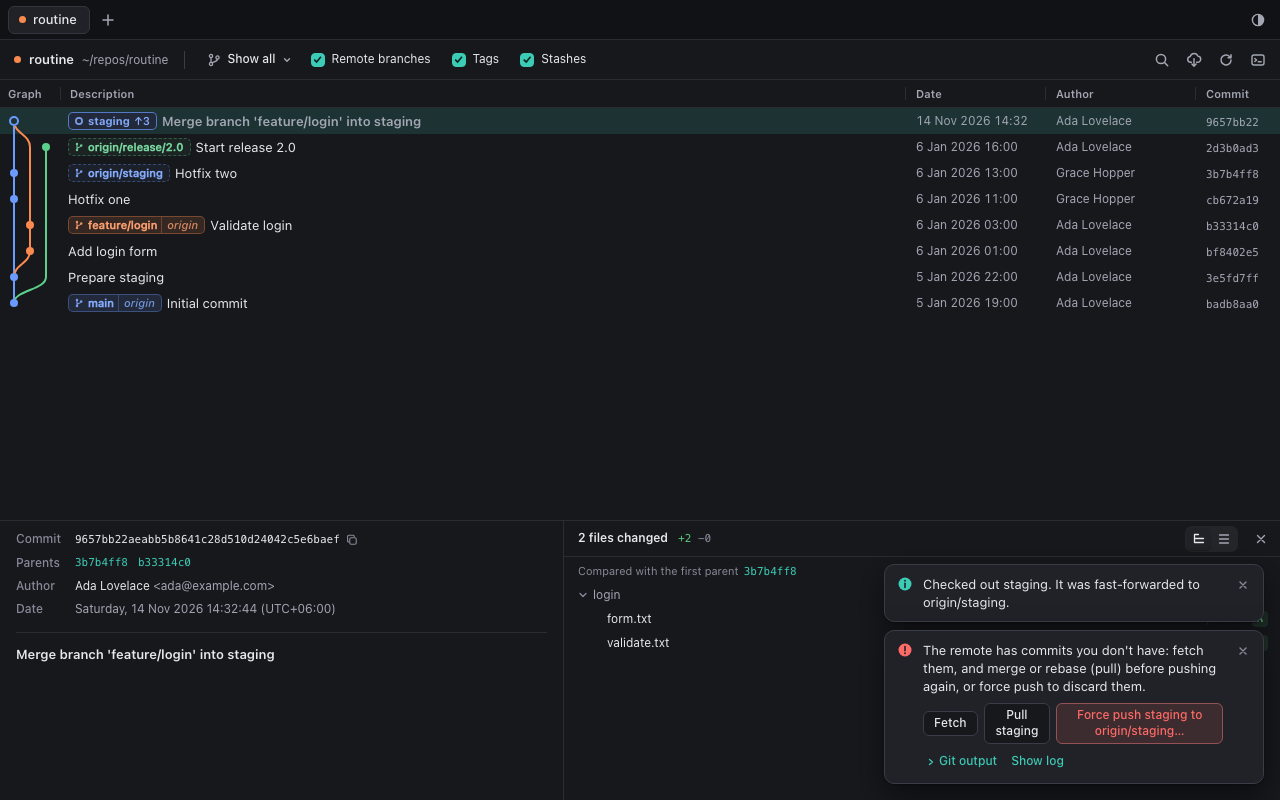 routine
routine ~/repos/routine Show all Remote branches Tags Stashes
Graph Description Date Author Commit
staging ↑3 Merge branch 'feature/login' into staging 14 Nov 2026 14:32 Ada Lovelace 9657bb22
origin/release/2.0 Start release 2.0 6 Jan 2026 16:00 Ada Lovelace 2d3b0ad3
origin/staging Hotfix two 6 Jan 2026 13:00 Grace Hopper 3b7b4ff8
Hotfix one 6 Jan 2026 11:00 Grace Hopper cb672a19
feature/login origin Validate login 6 Jan 2026 03:00 Ada Lovelace b33314c0
Add login form 6 Jan 2026 01:00 Ada Lovelace bf8402e5
Prepare staging 5 Jan 2026 22:00 Ada Lovelace 3e5fd7ff
main origin Initial commit 5 Jan 2026 19:00 Ada Lovelace badb8aa0
Commit 9657bb22aeabb5b8641c28d510d24042c5e6baef
Parents 3b7b4ff8 b33314c0
Author Ada Lovelace <ada@example.com>
Date Saturday, 14 Nov 2026 14:32:44 (UTC+06:00)
Merge branch 'feature/login' into staging
2 files changed +2 −0
Compared with the first parent 3b7b4ff8
login
form.txt
validate.txt
Checked out staging. It was fast-forwarded to
origin/staging.
The remote has commits you don't have: fetch
them, and merge or rebase (pull) before pushing
again, or force push to discard them.
Fetch
Pull
staging
Force push staging to
origin/staging…
Git output Show log